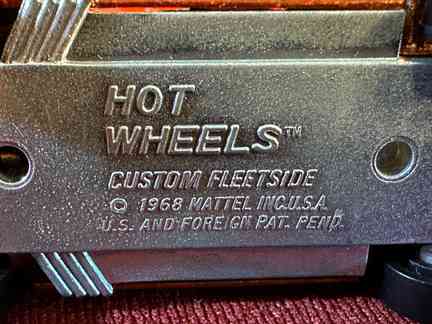 HOT
WHEELS™
CUSTOM FLEETSIDE
© 1968 MATTEL INC.U.S.A.
U.S. AND FOREIGN PAT. PEND.